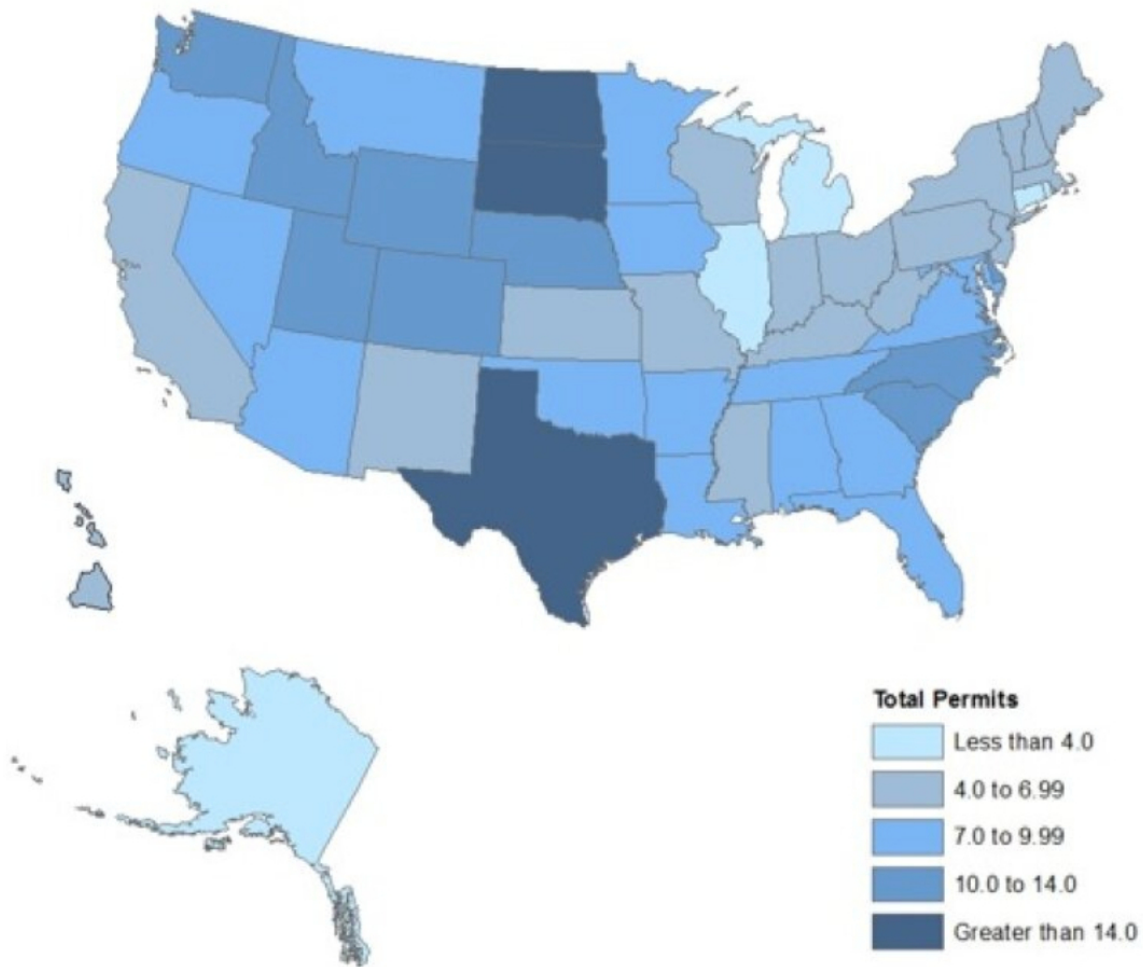 Total Permits
Less than 4.0
4.0 to 6.99
7.0 to 9.99
10.0 to 14.0
Greater than 14.0